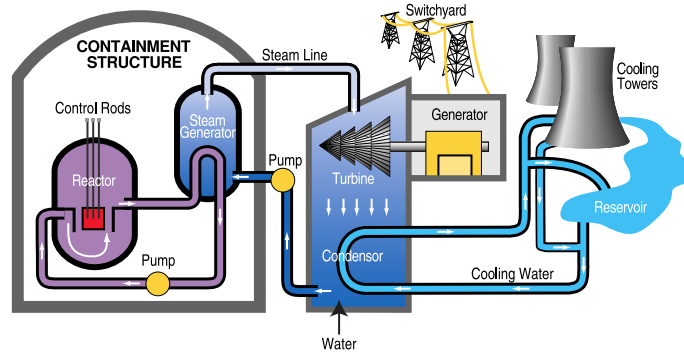 Switchyard
CONTAINMENT
STRUCTURE
Steam Line
Cooling
Towers
Control Rods
Steam
Generator
Generator
Pump
Reactor
Turbine
Reservoir
Condensor
Pump
Cooling Water
Water